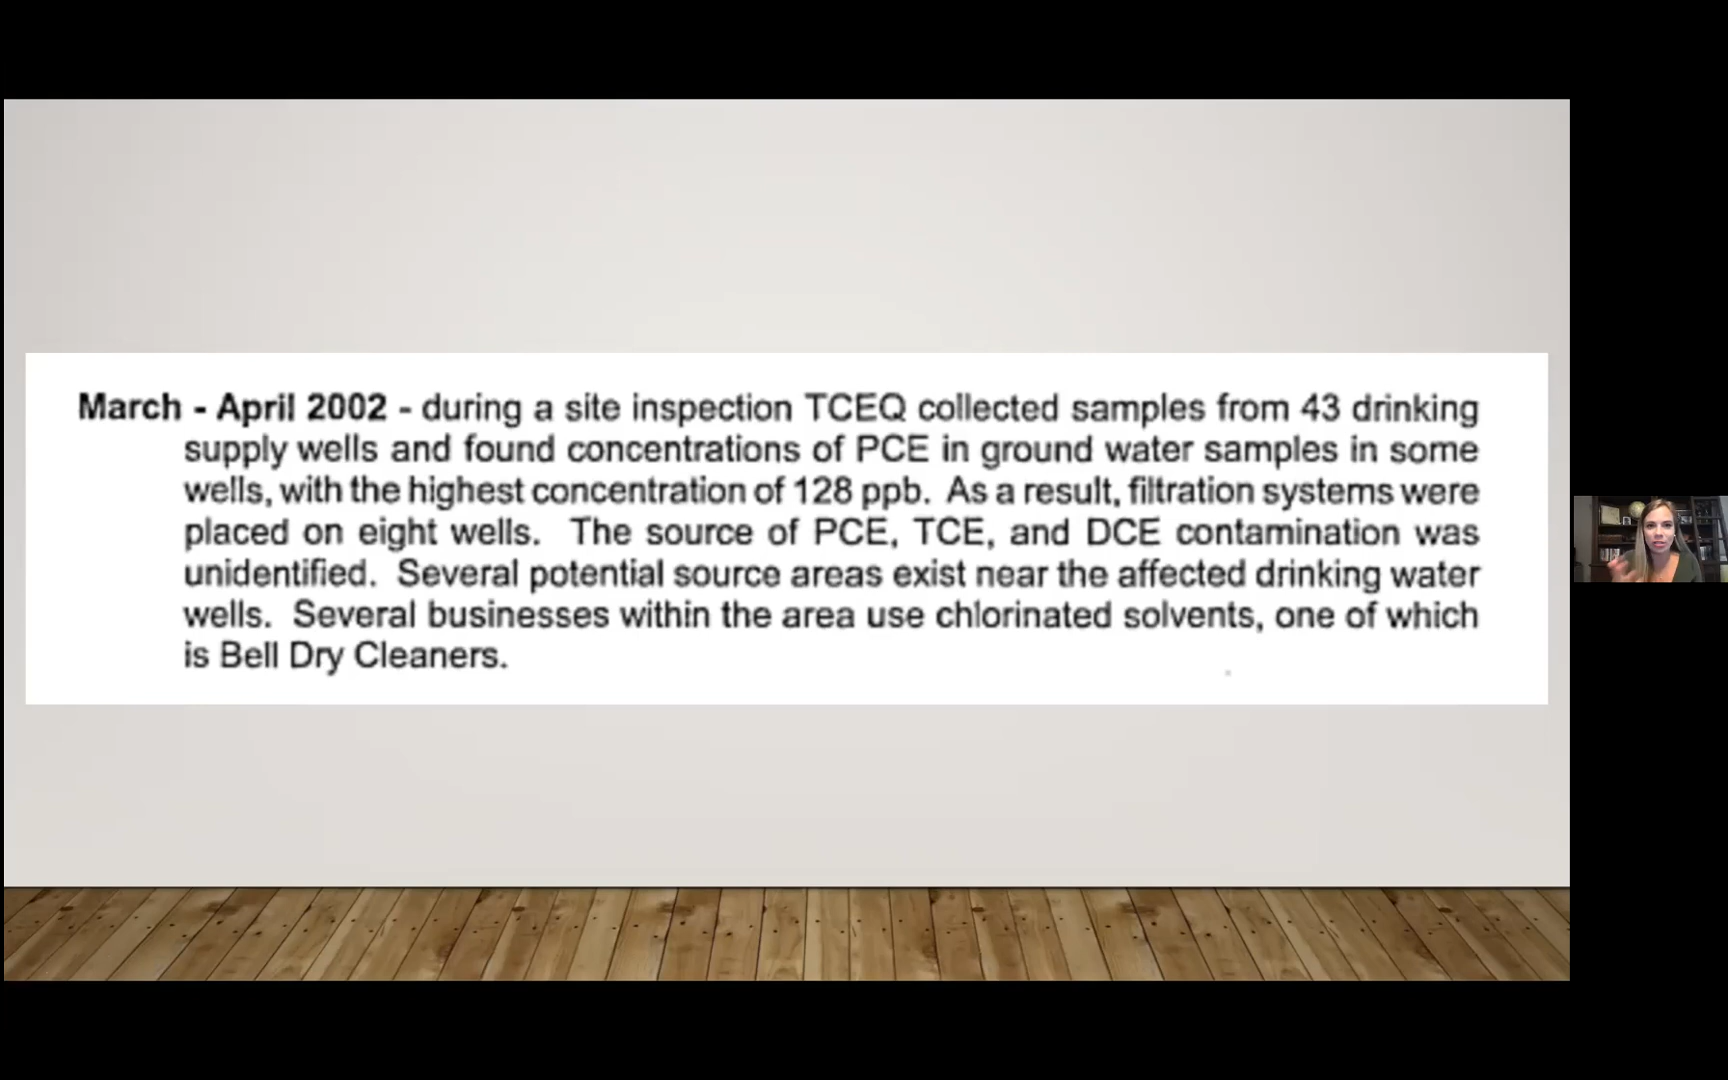 March - April 2002 - during a site inspection TCEQ collected samples from 43 drinking
supply wells and found concentrations of PCE in ground water samples in some
wells, with the highest concentration of 128 ppb. As a result, filtration systems were
placed on eight wells. The source of PCE, TCE, and DCE contamination was
unidentified. Several potential source areas exist near the affected drinking water
wells. Several businesses within the area use chlorinated solvents, one of which
is Bell Dry Cleaners.